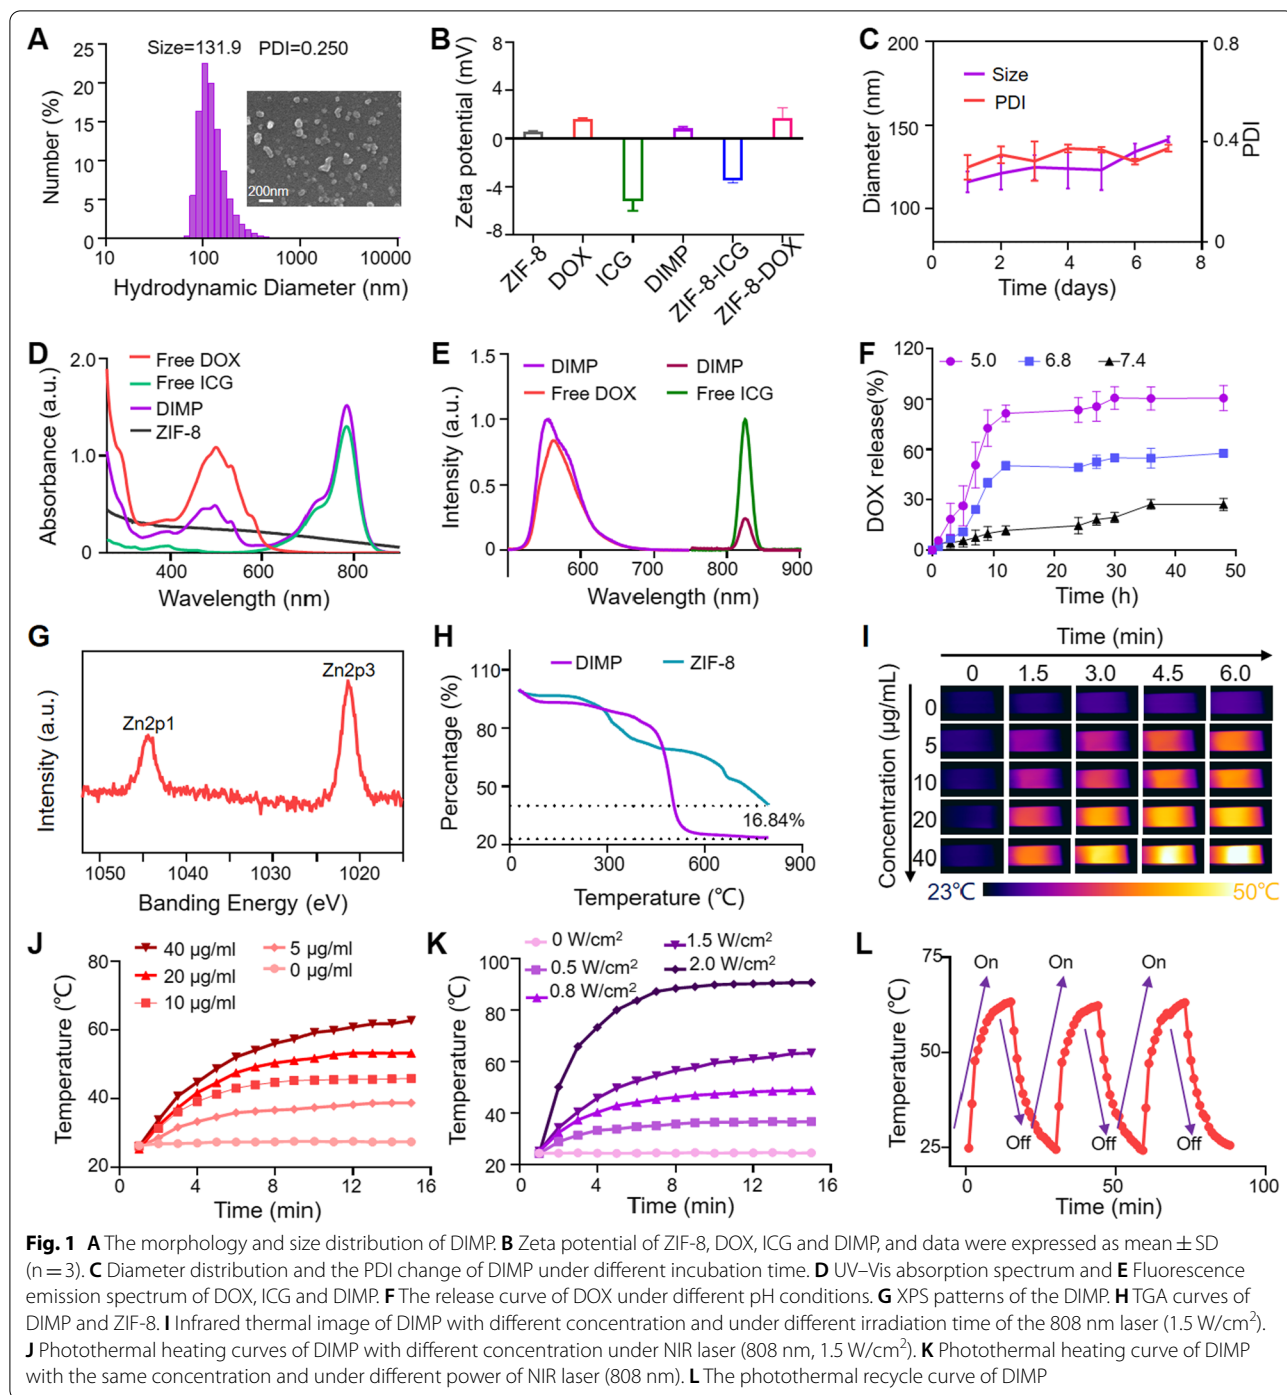 A
Size=131.9 PDI=0.250
Number (%)
25
20
15
10
5
0
200nm
10 100 1000 10000
Hydrodynamic Diameter (nm)
B
Zeta potential (mV)
8
4
0
-4
-8
ZIF-8
DOX
ICG
DIMP
ZIF-8-ICG
ZIF-8-DOX
C
Diameter (nm)
200
150
100
Size
PDI
0.8
0.4
0
PDI
0 2 4 6 8
Time (days)
D
Absorbance (a.u.)
2.0
1.0
0
Free DOX
Free ICG
DIMP
ZIF-8
400 600 800
Wavelength (nm)
E
Intensity (a.u.)
1.5
1.0
0.5
0
DIMP DIMP
Free DOX Free ICG
600 700 800 900
Wavelength (nm)
F
DOX release(%)
120
90
60
30
0
5.0 6.8 7.4
0 10 20 30 40 50
Time (h)
G
Intensity (a.u.)
Zn2p1
Zn2p3
1050 1040 1030 1020
Banding Energy (eV)
H
Percentage (%)
110
80
50
20
DIMP ZIF-8
16.84%
0 300 600 900
Temperature (℃)
I
Time (min)
0 1.5 3.0 4.5 6.0
Concentration (µg/mL)
0
5
10
20
40
23℃ 50℃
J
Temperature (℃)
80
60
40
20
40 µg/ml 5 µg/ml
20 µg/ml 0 µg/ml
10 µg/ml
0 4 8 12 16
Time (min)
K
Temperature (℃)
100
80
60
40
20
0 W/cm² 1.5 W/cm²
0.5 W/cm² 2.0 W/cm²
0.8 W/cm²
0 4 8 12 16
Time (min)
L
Temperature (℃)
75
50
25
On On On
Off Off Off
0 50 100
Time (min)
Fig. 1 A The morphology and size distribution of DIMP. B Zeta potential of ZIF-8, DOX, ICG and DIMP, and data were expressed as mean ± SD
(n = 3). C Diameter distribution and the PDI change of DIMP under different incubation time. D UV–Vis absorption spectrum and E Fluorescence
emission spectrum of DOX, ICG and DIMP. F The release curve of DOX under different pH conditions. G XPS patterns of the DIMP. H TGA curves of
DIMP and ZIF-8. I Infrared thermal image of DIMP with different concentration and under different irradiation time of the 808 nm laser (1.5 W/cm²).
J Photothermal heating curves of DIMP with different concentration under NIR laser (808 nm, 1.5 W/cm²). K Photothermal heating curve of DIMP
with the same concentration and under different power of NIR laser (808 nm). L The photothermal recycle curve of DIMP